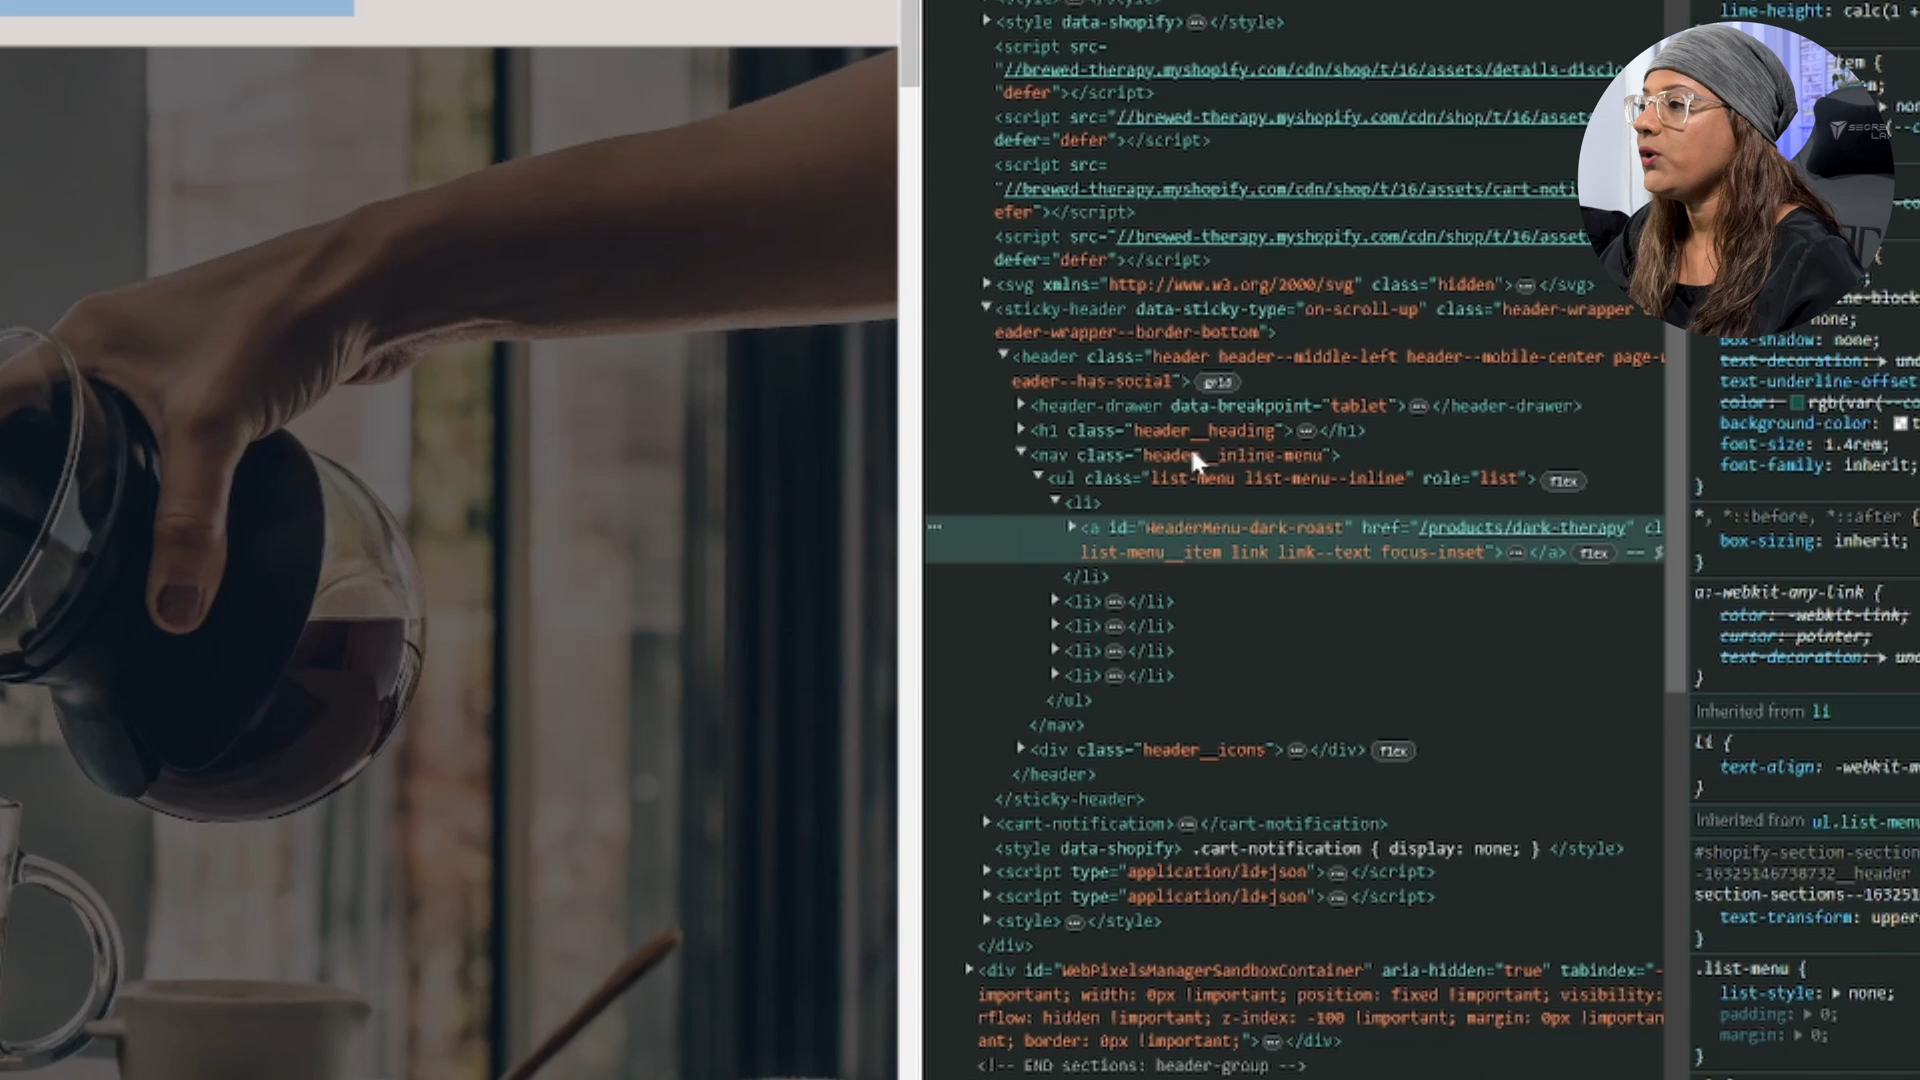 <style data-shopify>…</style>
<script src=
"//brewed-therapy.myshopify.com/cdn/shop/t/16/assets/details-disclo
"defer"></script>
<script src="//brewed-therapy.myshopify.com/cdn/shop/t/16/asset
defer="defer"></script>
<script src=
"//brewed-therapy.myshopify.com/cdn/shop/t/16/assets/cart-noti
efer"></script>
<script src="//brewed-therapy.myshopify.com/cdn/shop/t/16/asset
defer="defer"></script>
<svg xmlns="http://www.w3.org/2000/svg" class="hidden">…</svg>
<sticky-header data-sticky-type="on-scroll-up" class="header-wrapper
eader-wrapper--border-bottom">
<header class="header header--middle-left header--mobile-center page-
eader--has-social"> grid
<header-drawer data-breakpoint="tablet">…</header-drawer>
<h1 class="header__heading">…</h1>
<nav class="header__inline-menu">
<ul class="list-menu list-menu--inline" role="list"> flex
<li>
<a id="HeaderMenu-dark-roast" href="/products/dark-therapy" cl
list-menu__item link link--text focus-inset">…</a> flex == $
</li>
<li>…</li>
<li>…</li>
<li>…</li>
<li>…</li>
</ul>
</nav>
<div class="header__icons">…</div> flex
</header>
</sticky-header>
<cart-notification>…</cart-notification>
<style data-shopify> .cart-notification { display: none; } </style>
<script type="application/ld+json">…</script>
<script type="application/ld+json">…</script>
<style>…</style>
</div>
<div id="WebPixelsManagerSandboxContainer" aria-hidden="true" tabindex="-
important; width: 0px !important; position: fixed !important; visibility:
rflow: hidden !important; z-index: -100 !important; margin: 0px !importan
ant; border: 0px !important;">…</div>
<!-- END sections: header-group -->
line-height: calc(1 +
SECRE
LA
none;
box-shadow: none;
text-decoration: ▸ un
text-underline-offset
color: rgb(var(--co
background-color: t
font-size: 1.4rem;
font-family: inherit;
}
*, *::before, *::after {
box-sizing: inherit;
}
a:-webkit-any-link {
color: -webkit-link;
cursor: pointer;
text-decoration: ▸ un
}
Inherited from li
li {
text-align: -webkit-m
}
Inherited from ul.list-menu
#shopify-section-section
-16325146738732__header
section-sections--163251
text-transform: upper
}
.list-menu {
list-style: ▸ none;
padding: ▸ 0;
margin: ▸ 0;
}